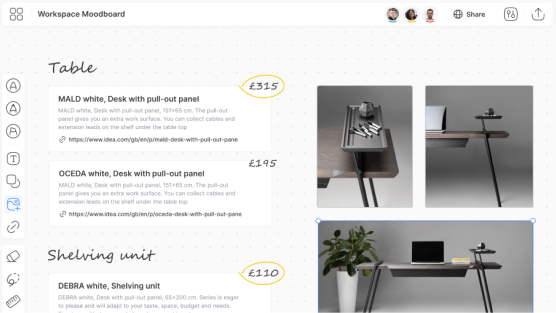 Workspace Moodboard
Share
Table
£315
MALD white, Desk with pull-out panel
MALD white, Desk with pull-out panel, 151×65 cm. The pull-out
panel gives you an extra work surface. You can collect cables and
extension leads on the shelf under the table top
https://www.idea.com/gb/en/p/mald-desk-with-pull-out-pane
£195
OCEDA white, Desk with pull-out panel
MALD white, Desk with pull-out panel, 151×65 cm. The pull-out
panel gives you an extra work surface. You can collect cables and
extension leads on the shelf under the table top
https://www.idea.com/gb/en/p/oceda-desk-with-pull-out-pane
Shelving unit
£110
DEBRA white, Shelving unit
DEBRA white, Desk with pull-out panel, 65×200 cm. Series is eager
to please and will adapt to your taste, space, budget and needs.